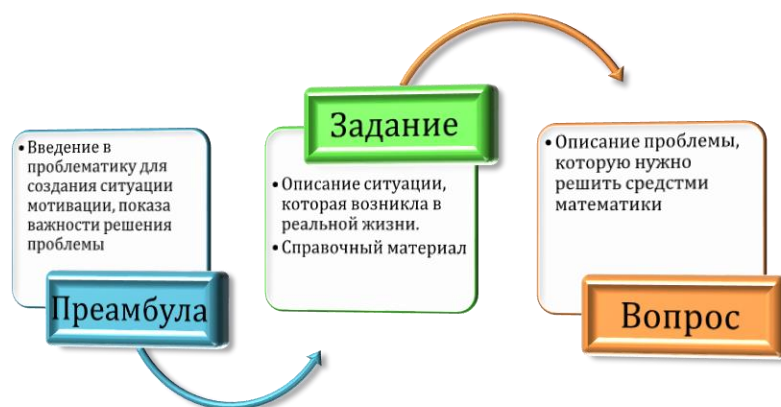 • Введение в
проблематику для
создания ситуации
мотивации, показа
важности решения
проблемы
Преамбула
Задание
• Описание ситуации,
которая возникла в
реальной жизни.
• Справочный материал
• Описание проблемы,
которую нужно
решить средстми
математики
Вопрос